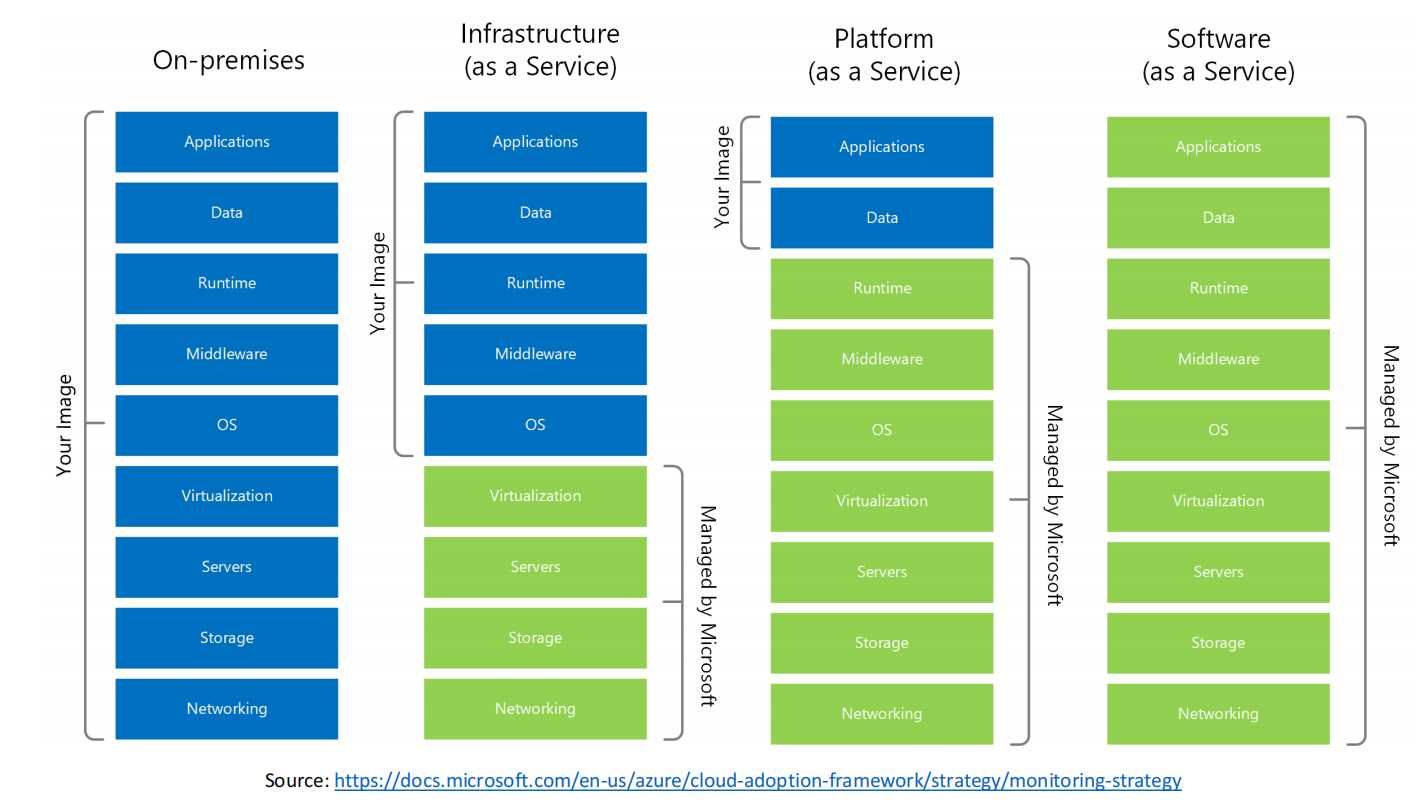 On-premises
Your Image
Applications
Data
Runtime
Middleware
OS
Virtualization
Servers
Storage
Networking
Infrastructure
(as a Service)
Your Image
Applications
Data
Runtime
Middleware
OS
Virtualization
Servers
Storage
Networking
Managed by Microsoft
Platform
(as a Service)
Your Image
Applications
Data
Runtime
Middleware
OS
Virtualization
Servers
Storage
Networking
Managed by Microsoft
Software
(as a Service)
Applications
Data
Runtime
Middleware
OS
Virtualization
Servers
Storage
Networking
Managed by Microsoft
Source: https://docs.microsoft.com/en-us/azure/cloud-adoption-framework/strategy/monitoring-strategy